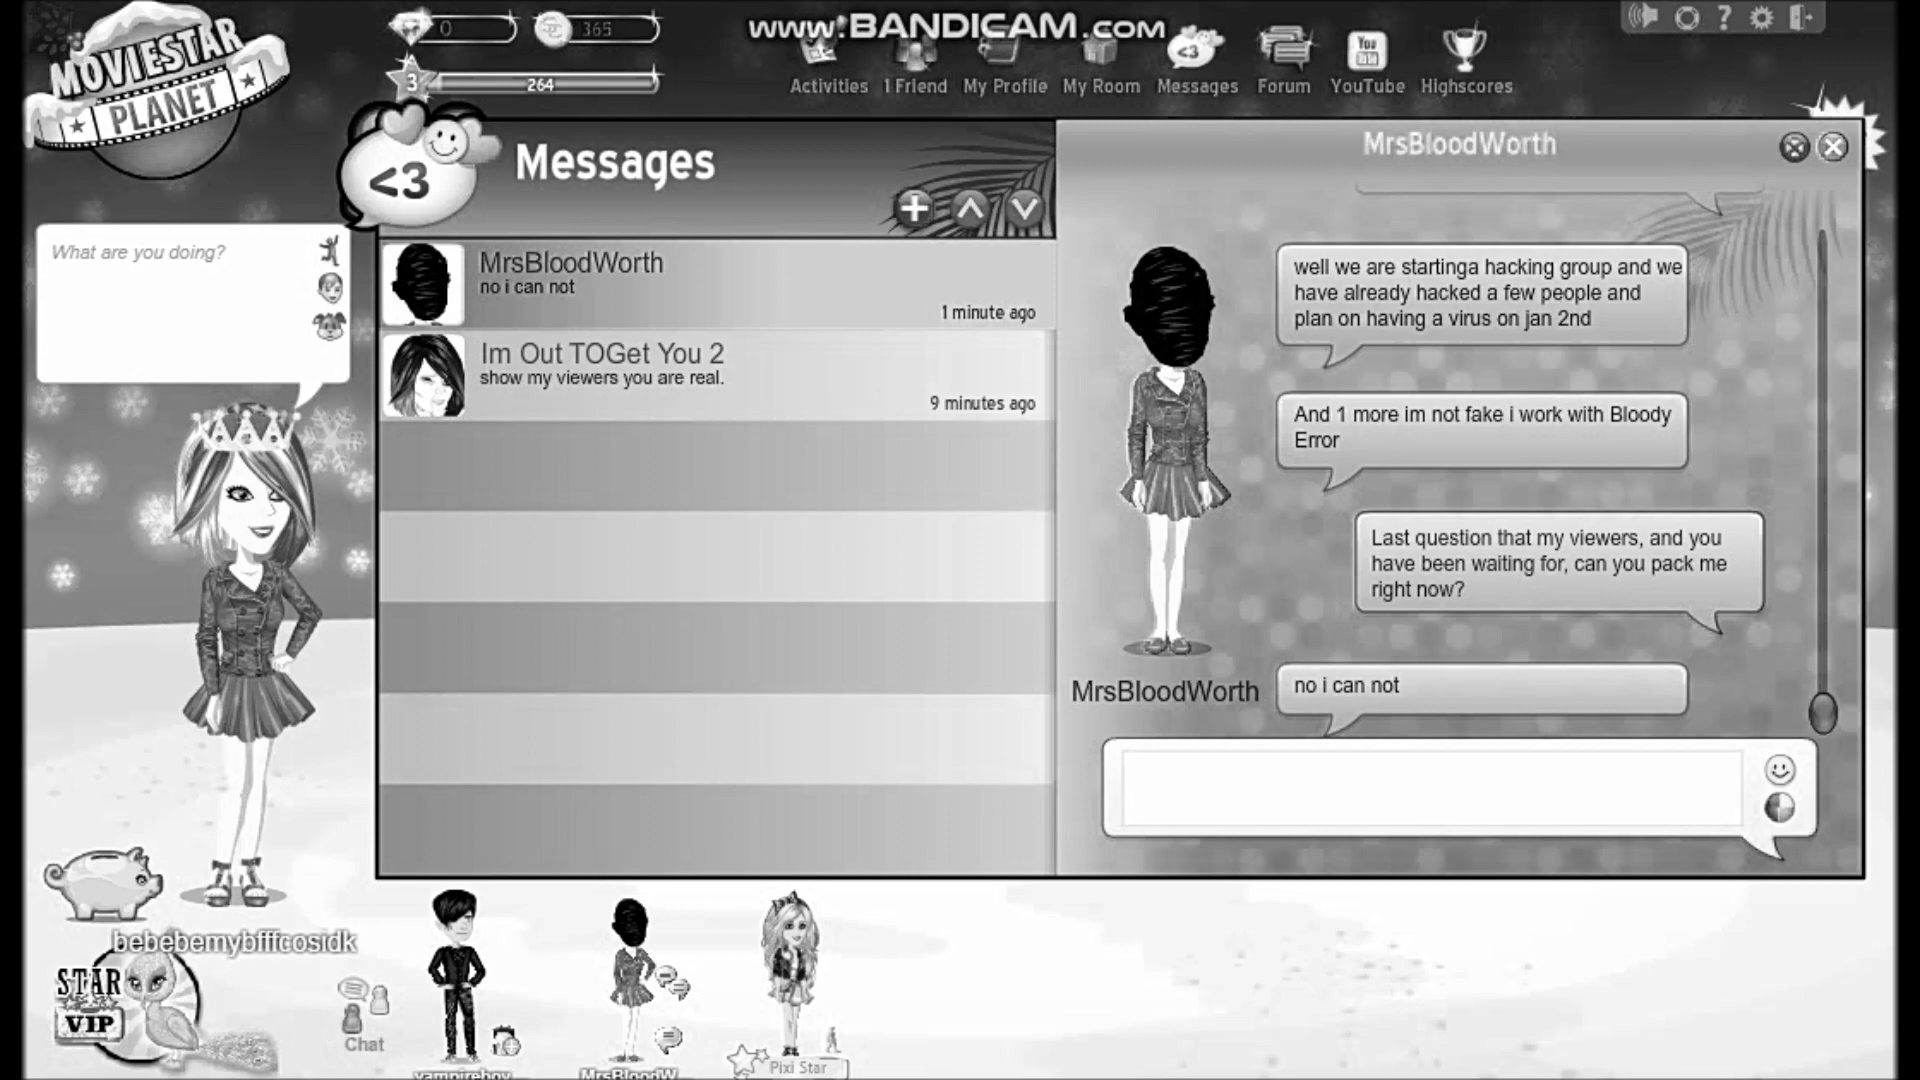 www.BANDICAM.com
MOVIESTAR
PLANET
0
365
3
264
Activities
1 Friend
My Profile
My Room
Messages
Forum
YouTube
Highscores
<3
You
<3
Messages
MrsBloodWorth
What are you doing?
MrsBloodWorth
no i can not
1 minute ago
Im Out TOGet You 2
show my viewers you are real.
9 minutes ago
well we are startinga hacking group and we
have already hacked a few people and
plan on having a virus on jan 2nd
And 1 more im not fake i work with Bloody
Error
Last question that my viewers, and you
have been waiting for, can you pack me
right now?
MrsBloodWorth
no i can not
bebebemybfffcosidk
STAR
VIP
Chat
vampireboy
MrsBloodW
Pixi Star